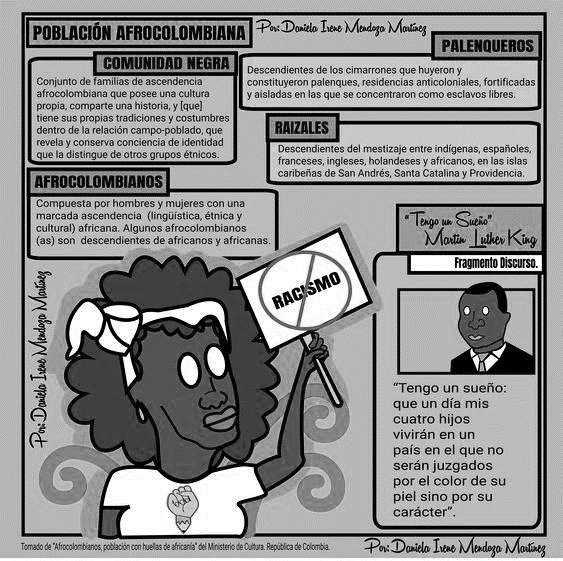 POBLACIÓN AFROCOLOMBIANA
Por: Daniela Irene Mendoza Martínez
COMUNIDAD NEGRA
Conjunto de familias de ascendencia
afrocolombiana que posee una cultura
propia, comparte una historia, y [que]
tiene sus propias tradiciones y costumbres
dentro de la relación campo-poblado, que
revela y conserva conciencia de identidad
que la distingue de otros grupos étnicos.
PALENQUEROS
Descendientes de los cimarrones que huyeron y
constituyeron palenques, residencias anticoloniales, fortificadas
y aisladas en las que se concentraron como esclavos libres.
RAIZALES
Descendientes del mestizaje entre indígenas, españoles,
franceses, ingleses, holandeses y africanos, en las islas
caribeñas de San Andrés, Santa Catalina y Providencia.
AFROCOLOMBIANOS
Compuesta por hombres y mujeres con una
marcada ascendencia (lingüística, étnica y
cultural) africana. Algunos afrocolombianos
(as) son descendientes de africanos y africanas.
"Tengo un Sueño"
Martin Luther King
Fragmento Discurso.
"Tengo un sueño:
que un día mis
cuatro hijos
vivirán en un
país en el que no
serán juzgados
por el color de su
piel sino por su
carácter".
RACISMO
Por: Daniela Irene Mendoza Martínez
Tomado de "Afrocolombianos, población con huellas de africanía" del Ministerio de Cultura. República de Colombia.
Por: Daniela Irene Mendoza Martínez